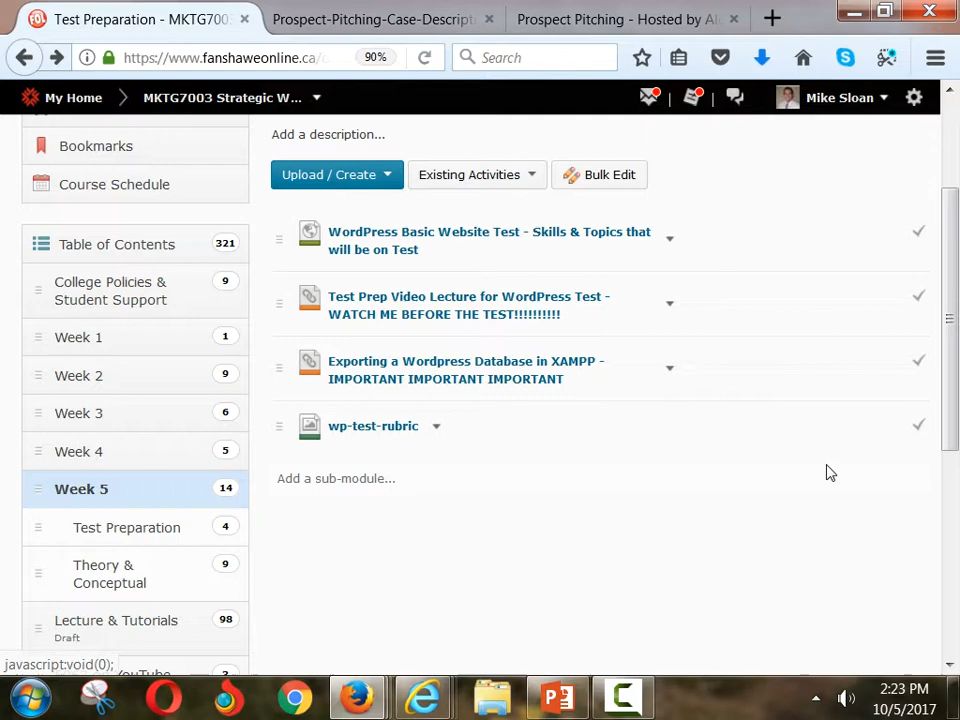 Test Preparation - MKTG700
Prospect-Pitching-Case-Descript
Prospect Pitching - Hosted by Al
https://www.fanshaweonline.ca/
90%
Search
My Home
MKTG7003 Strategic W...
Mike Sloan
Bookmarks
Course Schedule
Table of Contents 321
College Policies &
Student Support
9
Week 1 1
Week 2 9
Week 3 6
Week 4 5
Week 5 14
Test Preparation 4
Theory &
Conceptual
9
Lecture & Tutorials 98
Draft
YouTube
javascript:void(0);
Add a description...
Upload / Create
Existing Activities
Bulk Edit
WordPress Basic Website Test - Skills & Topics that
will be on Test
Test Prep Video Lecture for WordPress Test -
WATCH ME BEFORE THE TEST!!!!!!!!!!
Exporting a Wordpress Database in XAMPP -
IMPORTANT IMPORTANT IMPORTANT
wp-test-rubric
Add a sub-module...
2:23 PM
10/5/2017